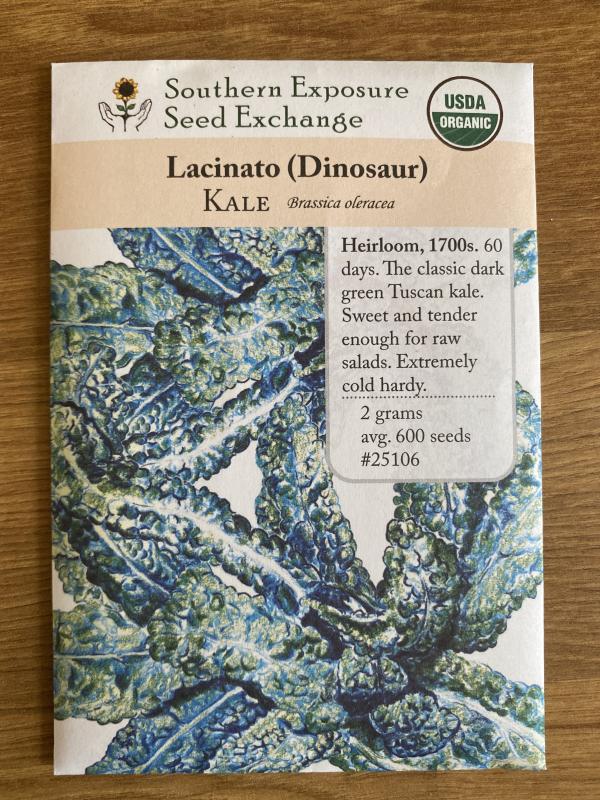 Southern Exposure
Seed Exchange
USDA
ORGANIC
Lacinato (Dinosaur)
Kale Brassica oleracea
Heirloom, 1700s. 60
days. The classic dark
green Tuscan kale.
Sweet and tender
enough for raw
salads. Extremely
cold hardy.
2 grams
avg. 600 seeds
#25106